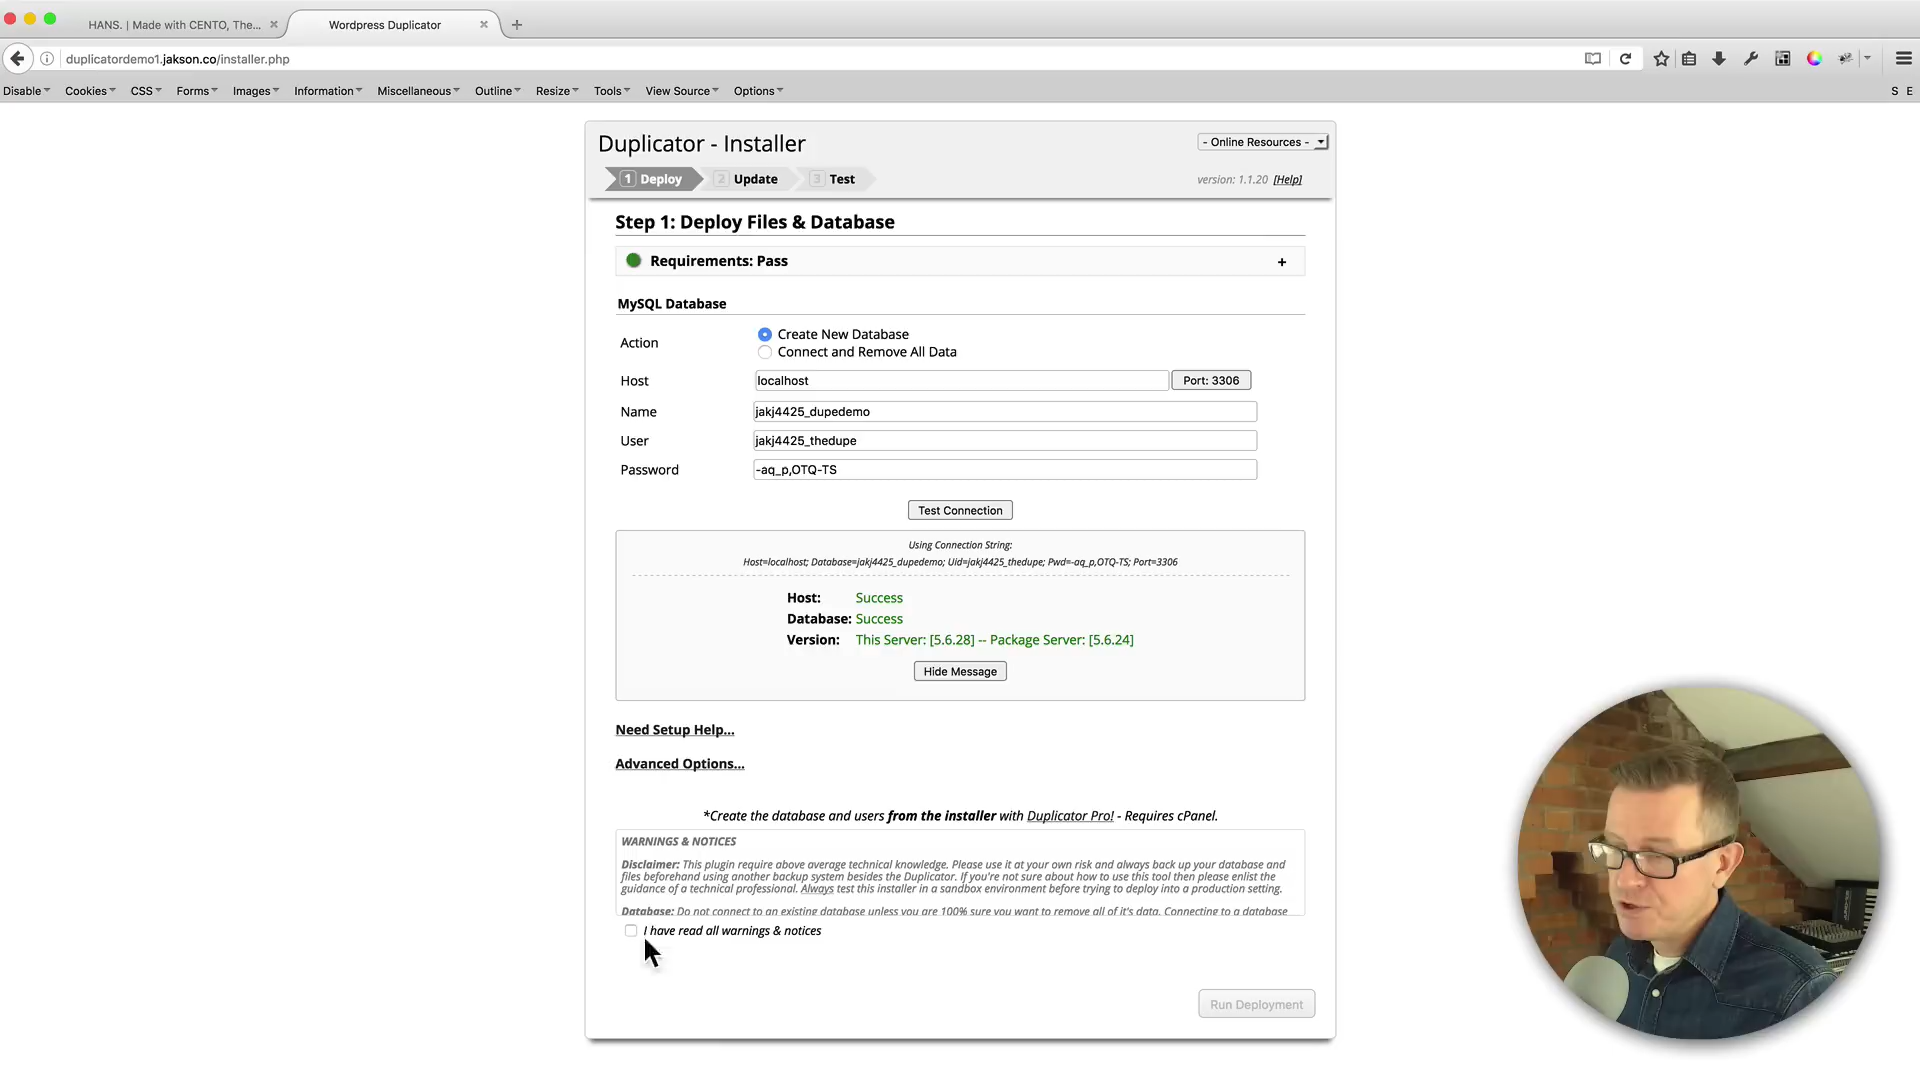 HANS. | Made with CENTO, The...
Wordpress Duplicator
duplicatordemo1.jakson.co/installer.php
Disable Cookies CSS Forms Images Information Miscellaneous Outline Resize Tools View Source Options S E
Duplicator - Installer
- Online Resources -
1 Deploy 2 Update 3 Test
version: 1.1.20 [Help]
Step 1: Deploy Files & Database
Requirements: Pass +
MySQL Database
Action
Create New Database
Connect and Remove All Data
Host localhost Port: 3306
Name jakj4425_dupedemo
User jakj4425_thedupe
Password -aq_p,OTQ-TS
Test Connection
Using Connection String:
Host=localhost; Database=jakj4425_dupedemo; Uid=jakj4425_thedupe; Pwd=-aq_p,OTQ-TS; Port=3306
Host: Success
Database: Success
Version: This Server: [5.6.28] -- Package Server: [5.6.24]
Hide Message
Need Setup Help...
Advanced Options...
*Create the database and users from the installer with Duplicator Pro! - Requires cPanel.
WARNINGS & NOTICES
Disclaimer: This plugin require above average technical knowledge. Please use it at your own risk and always back up your database and
files beforehand using another backup system besides the Duplicator. If you're not sure about how to use this tool then please enlist the
guidance of a technical professional. Always test this installer in a sandbox environment before trying to deploy into a production setting.
Database: Do not connect to an existing database unless you are 100% sure you want to remove all of it's data. Connecting to a database
I have read all warnings & notices
Run Deployment